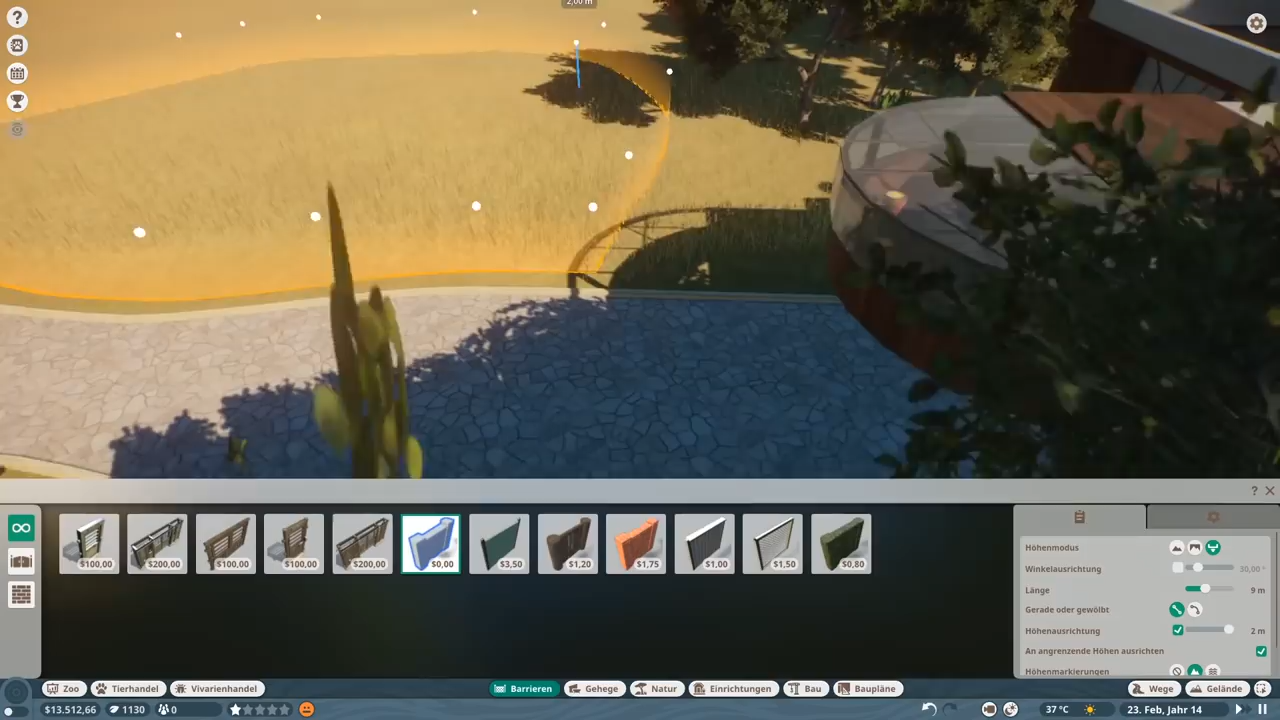 2,00 m
?
? ×
$100,00 $200,00 $100,00 $100,00 $200,00 $0,00 $3,50 $1,20 $1,75 $1,00 $1,50 $0,80
Höhenmodus
Winkelausrichtung 30,00 °
Länge 9 m
Gerade oder gewölbt
Höhenausrichtung 2 m
An angrenzende Höhen ausrichten
Höhenmarkierungen
Zoo Tierhandel Vivarienhandel Barrieren Gehege Natur Einrichtungen Bau Baupläne Wege Gelände
$13.512,66 1130 0 37 °C 23. Feb, Jahr 14